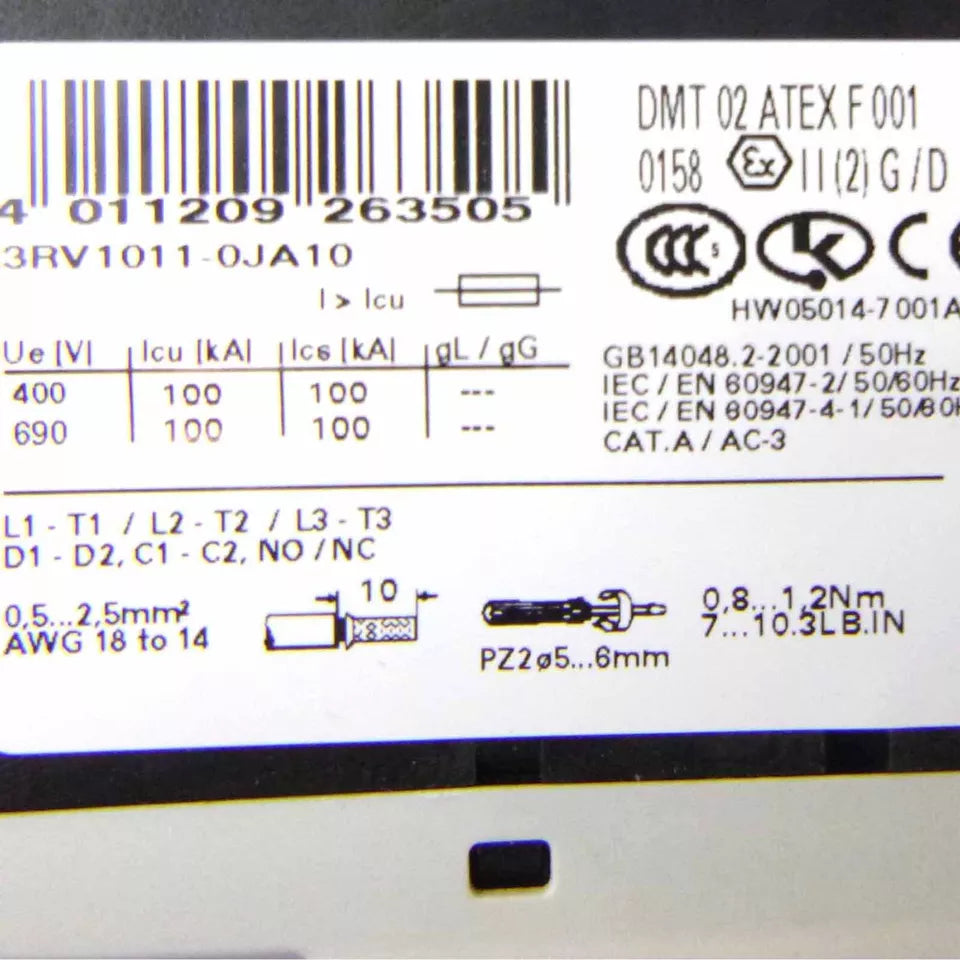 4 011209 263505
3RV1011-0JA10
I > Icu
Ue [V] Icu [kA] Ics [kA] gL / gG
400 100 100 ---
690 100 100 ---
DMT 02 ATEX F 001
0158 Ex II (2) G / D
CCC S
HW05014-7 001A
GB14048.2-2001 / 50Hz
IEC / EN 60947-2/ 50/60Hz
IEC / EN 60947-4-1/ 50/60H
CAT.A / AC-3
L1 - T1 / L2 - T2 / L3 - T3
D1 - D2, C1 - C2, NO / NC
0,5...2,5mm²
AWG 18 to 14
10
PZ2 ø5...6mm
0,8...1,2Nm
7...10.3LB.IN